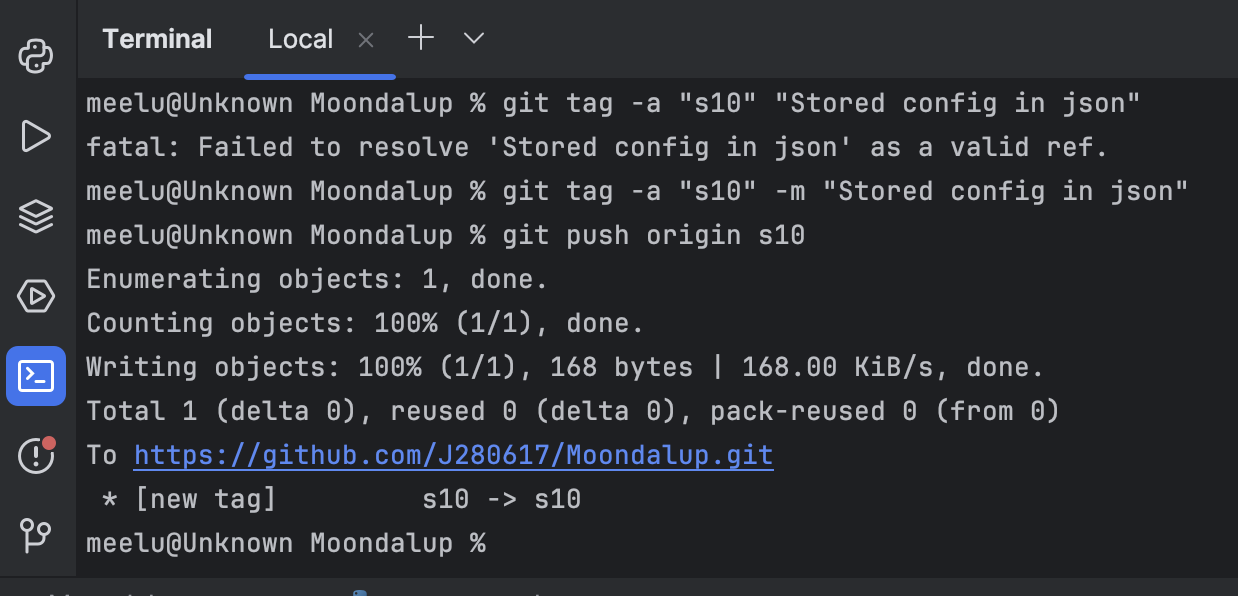 Terminal Local
meelu@Unknown Moondalup % git tag -a "s10" "Stored config in json"
fatal: Failed to resolve 'Stored config in json' as a valid ref.
meelu@Unknown Moondalup % git tag -a "s10" -m "Stored config in json"
meelu@Unknown Moondalup % git push origin s10
Enumerating objects: 1, done.
Counting objects: 100% (1/1), done.
Writing objects: 100% (1/1), 168 bytes | 168.00 KiB/s, done.
Total 1 (delta 0), reused 0 (delta 0), pack-reused 0 (from 0)
To https://github.com/J280617/Moondalup.git
 * [new tag]         s10 -> s10
meelu@Unknown Moondalup %